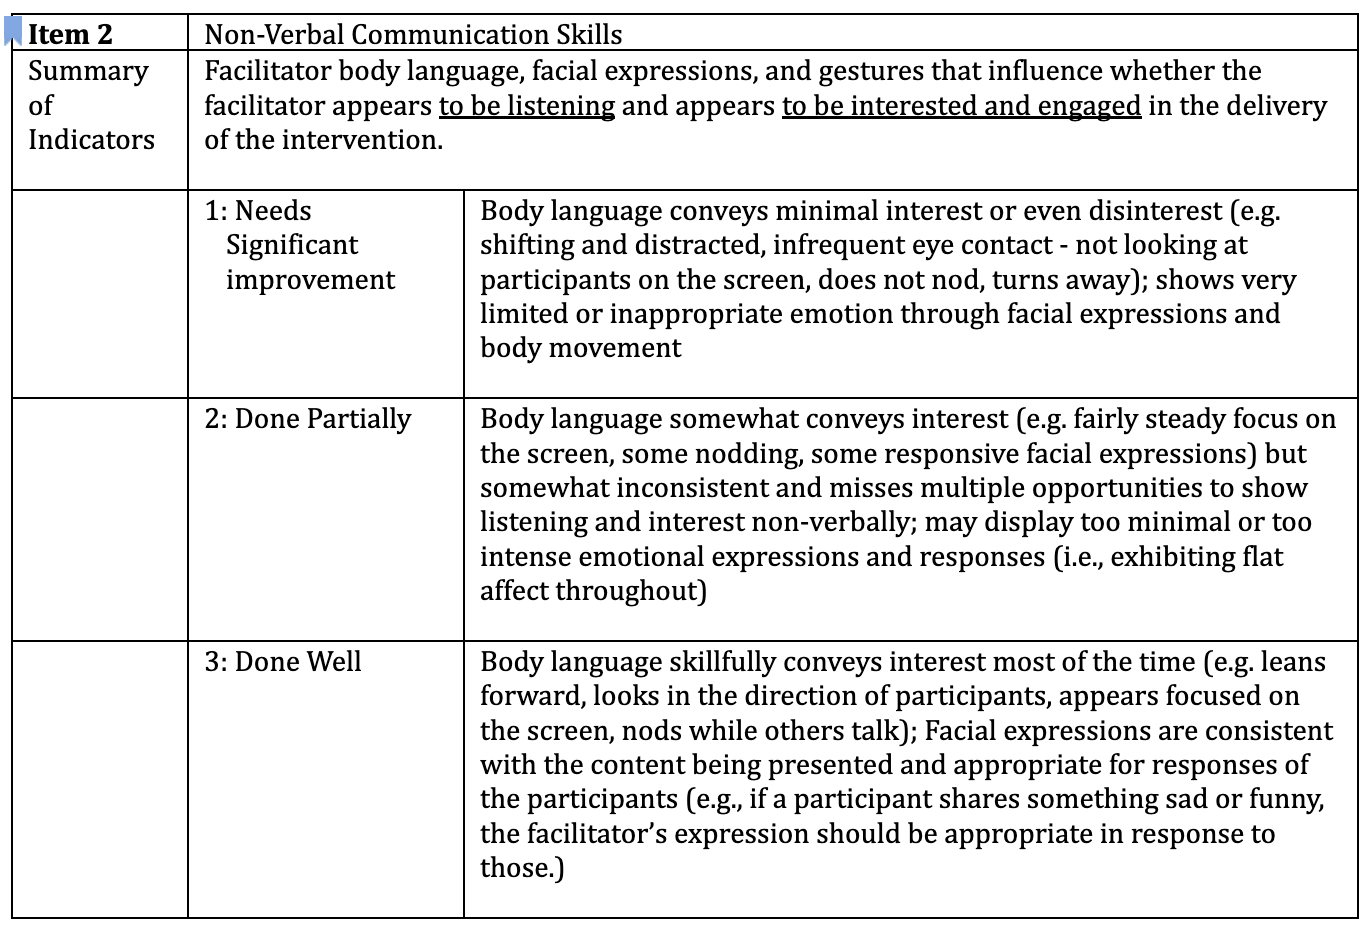 Item 2
Non-Verbal Communication Skills
Summary
of
Indicators
Facilitator body language, facial expressions, and gestures that influence whether the
facilitator appears to be listening and appears to be interested and engaged in the delivery
of the intervention.
1: Needs
Significant
improvement
Body language conveys minimal interest or even disinterest (e.g.
shifting and distracted, infrequent eye contact - not looking at
participants on the screen, does not nod, turns away); shows very
limited or inappropriate emotion through facial expressions and
body movement
2: Done Partially
Body language somewhat conveys interest (e.g. fairly steady focus on
the screen, some nodding, some responsive facial expressions) but
somewhat inconsistent and misses multiple opportunities to show
listening and interest non-verbally; may display too minimal or too
intense emotional expressions and responses (i.e., exhibiting flat
affect throughout)
3: Done Well
Body language skillfully conveys interest most of the time (e.g. leans
forward, looks in the direction of participants, appears focused on
the screen, nods while others talk); Facial expressions are consistent
with the content being presented and appropriate for responses of
the participants (e.g., if a participant shares something sad or funny,
the facilitator’s expression should be appropriate in response to
those.)